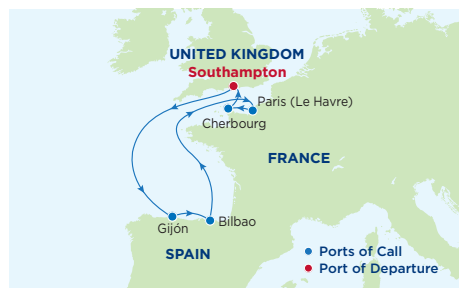 UNITED KINGDOM
Southampton
Paris (Le Havre)
Cherbourg
FRANCE
Gijón
Bilbao
SPAIN
Ports of Call
Port of Departure